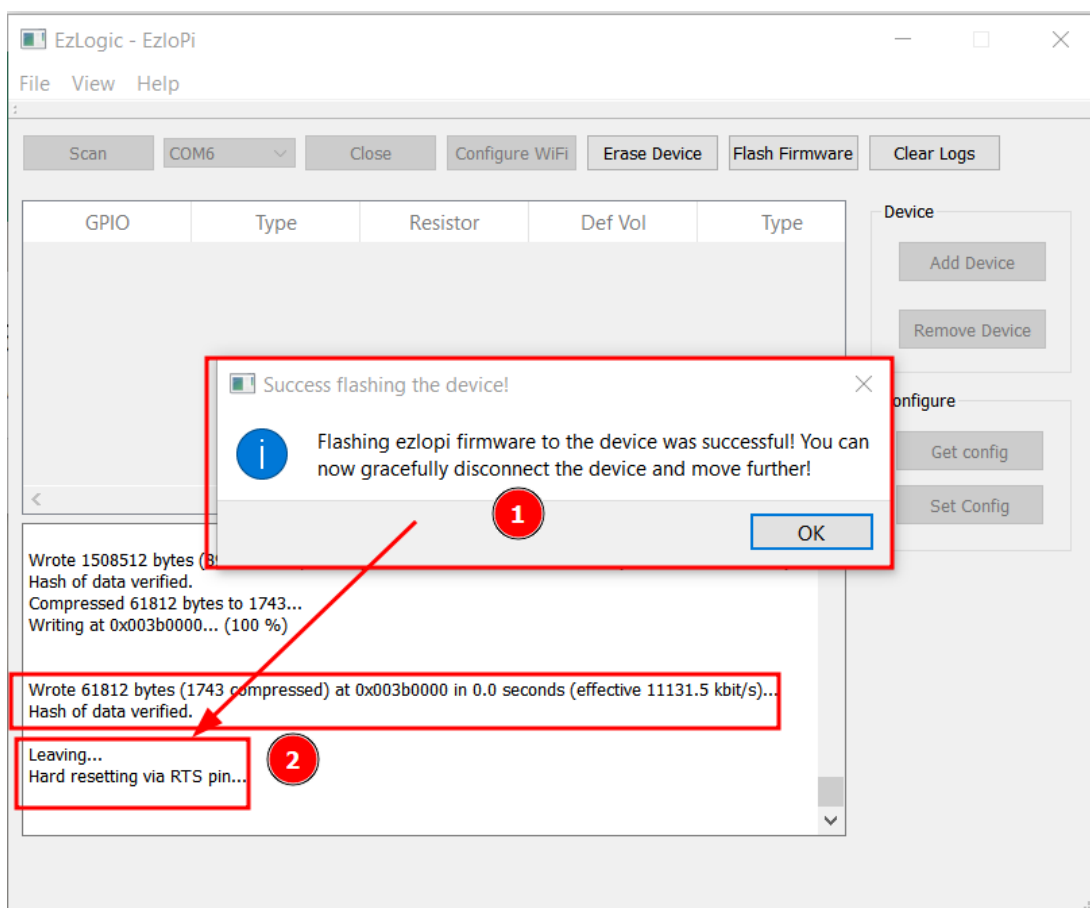 EzLogic - EzloPi
File View Help
Scan COM6 Close Configure WiFi Erase Device Flash Firmware Clear Logs
GPIO Type Resistor Def Vol Type
Device
Add Device
Remove Device
Success flashing the device!
Flashing ezlopi firmware to the device was successful! You can
now gracefully disconnect the device and move further!
1
OK
onfigure
Get config
Set Config
Wrote 1508512 bytes
Hash of data verified.
Compressed 61812 bytes to 1743...
Writing at 0x003b0000... (100 %)
Wrote 61812 bytes (1743 compressed) at 0x003b0000 in 0.0 seconds (effective 11131.5 kbit/s)...
Hash of data verified.
Leaving...
Hard resetting via RTS pin...
2